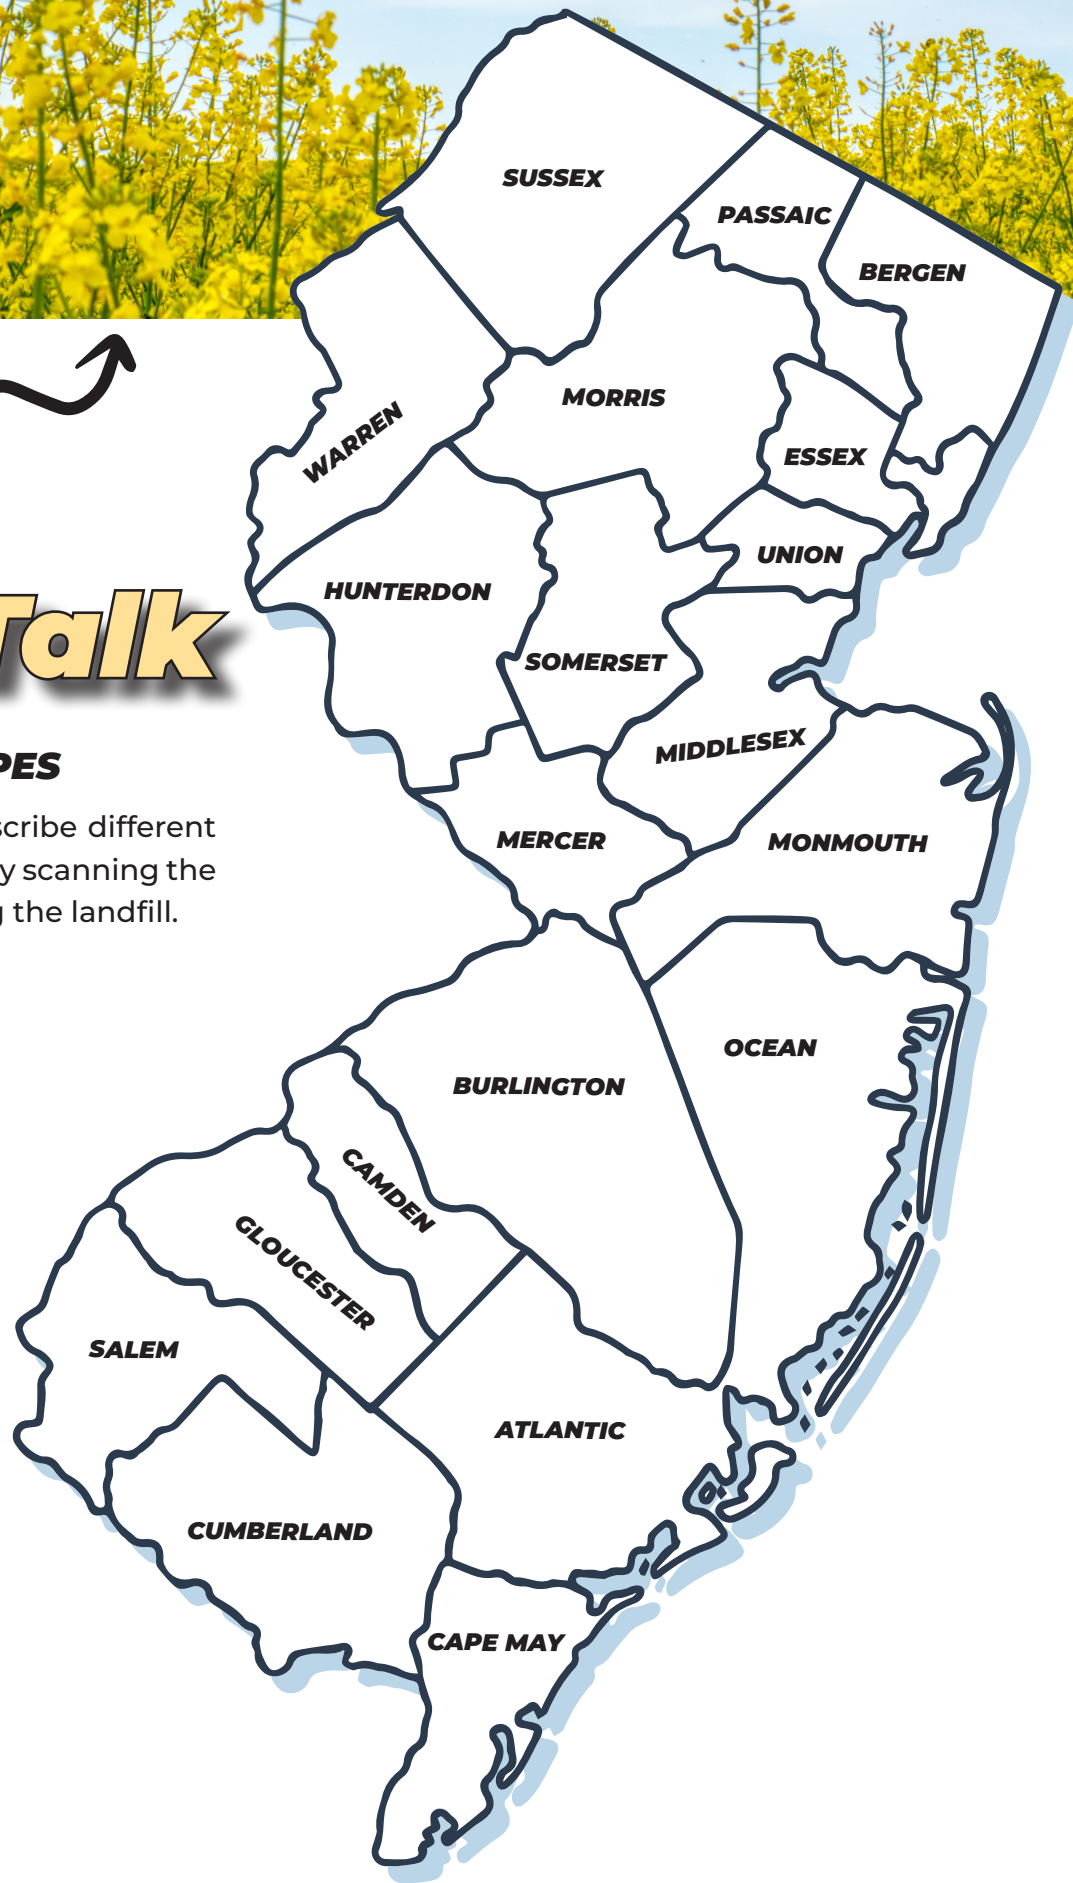 SUSSEX
PASSAIC
BERGEN
MORRIS
WARREN
ESSEX
UNION
HUNTERDON
Talk
SOMERSET
MIDDLESEX
PES
scribe different
y scanning the
g the landfill.
MERCER
MONMOUTH
OCEAN
BURLINGTON
CAMDEN
GLOUCESTER
SALEM
ATLANTIC
CUMBERLAND
CAPE MAY